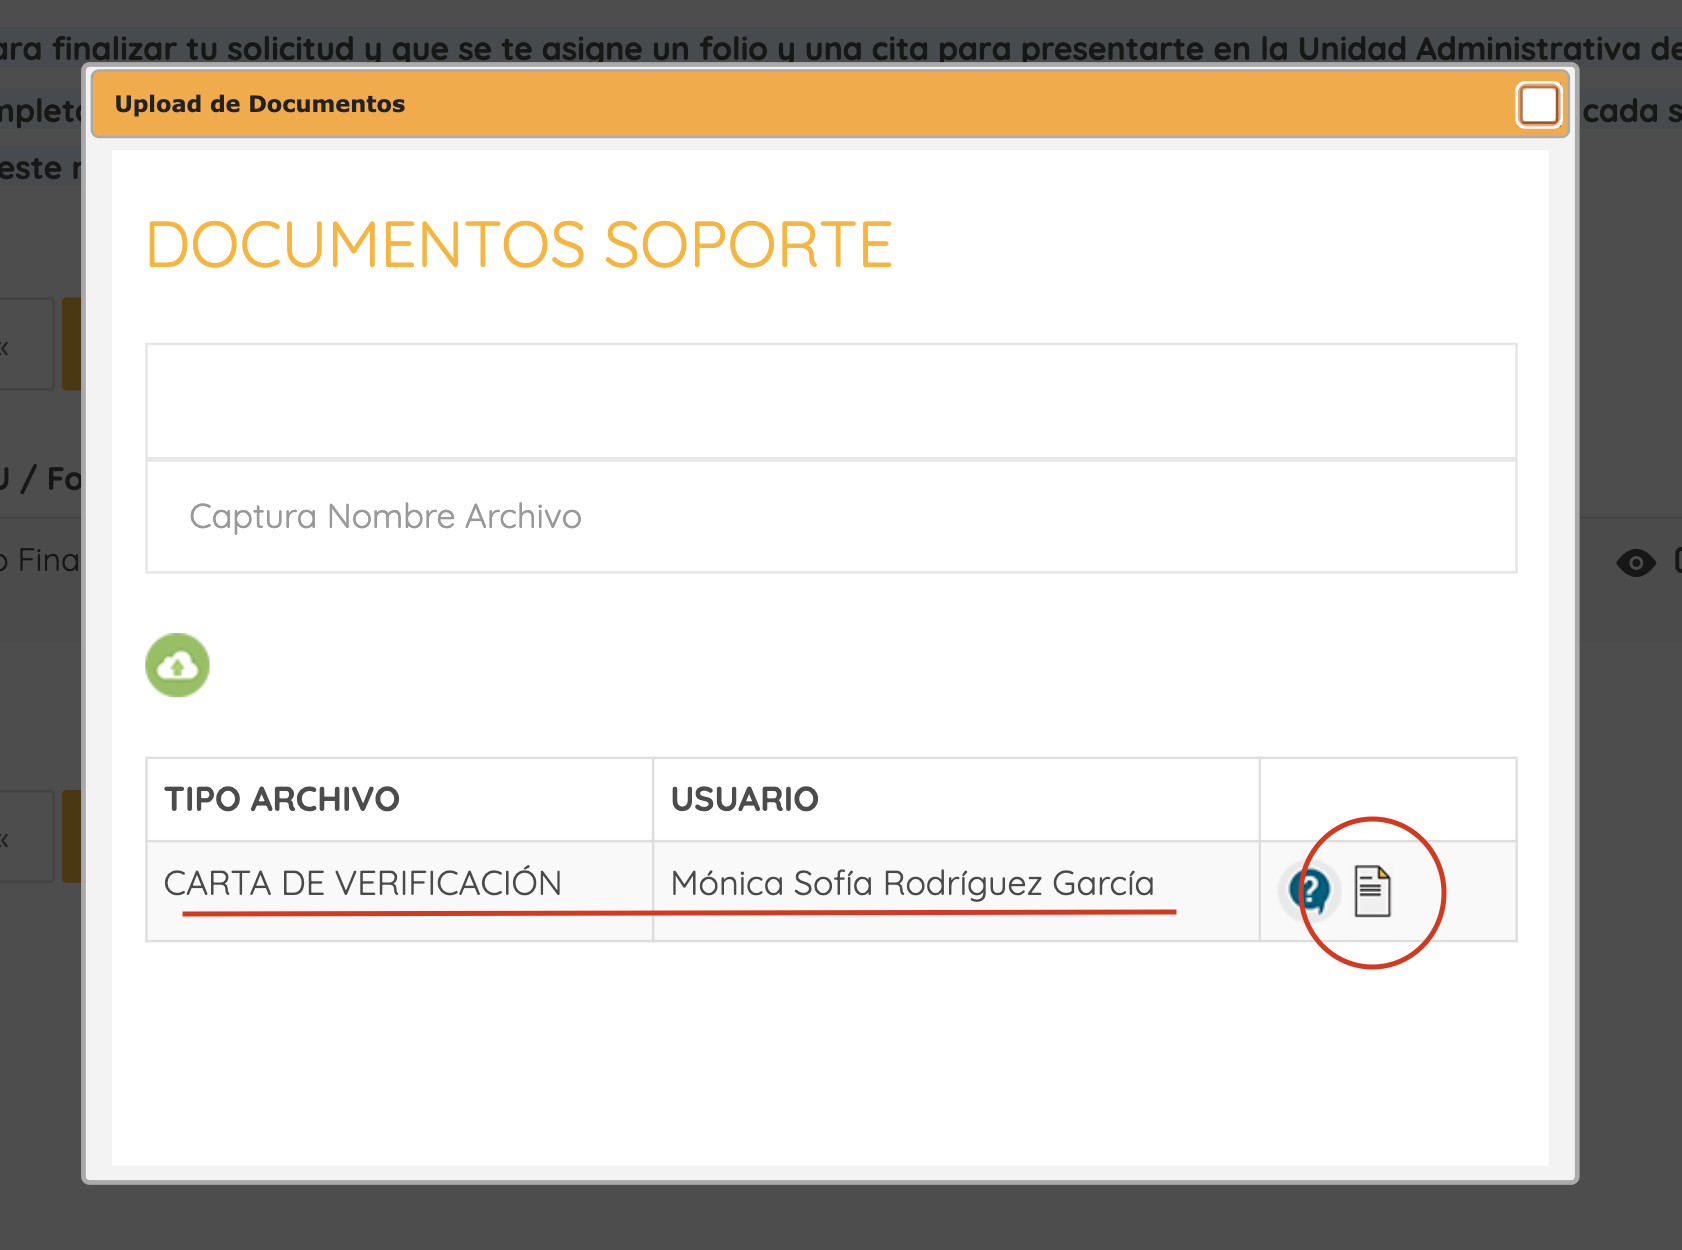 ara finalizar tu solicitud y que se te asigne un folio y una cita para presentarte en la Unidad Administrativa de
Upload de Documentos
cada s
este
DOCUMENTOS SOPORTE
«
U / Fo
Captura Nombre Archivo
o Fina
TIPO ARCHIVO USUARIO
«
CARTA DE VERIFICACIÓN Mónica Sofía Rodríguez García ?